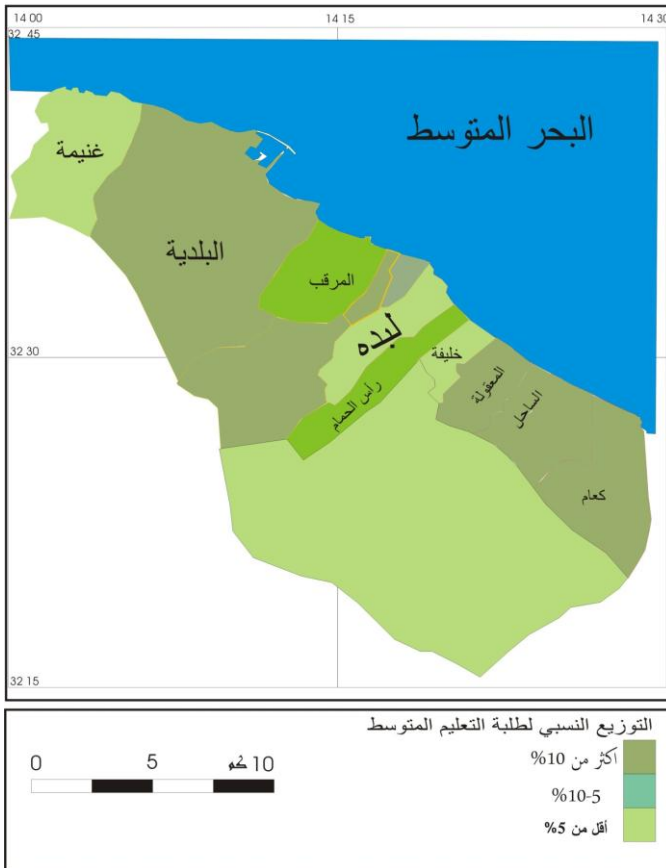 14 00
14 15
14 30
32 45
البحر المتوسط
غنيمة
البلدية
المرقب
لبده
32 30
خليفة
المعقولة
الساحل
راس الحمام
كعام
32 15
التوزيع النسبي لطلبة التعليم المتوسط
اكثر من 10%
5-10%
أقل من 5%
0 5 10 كم